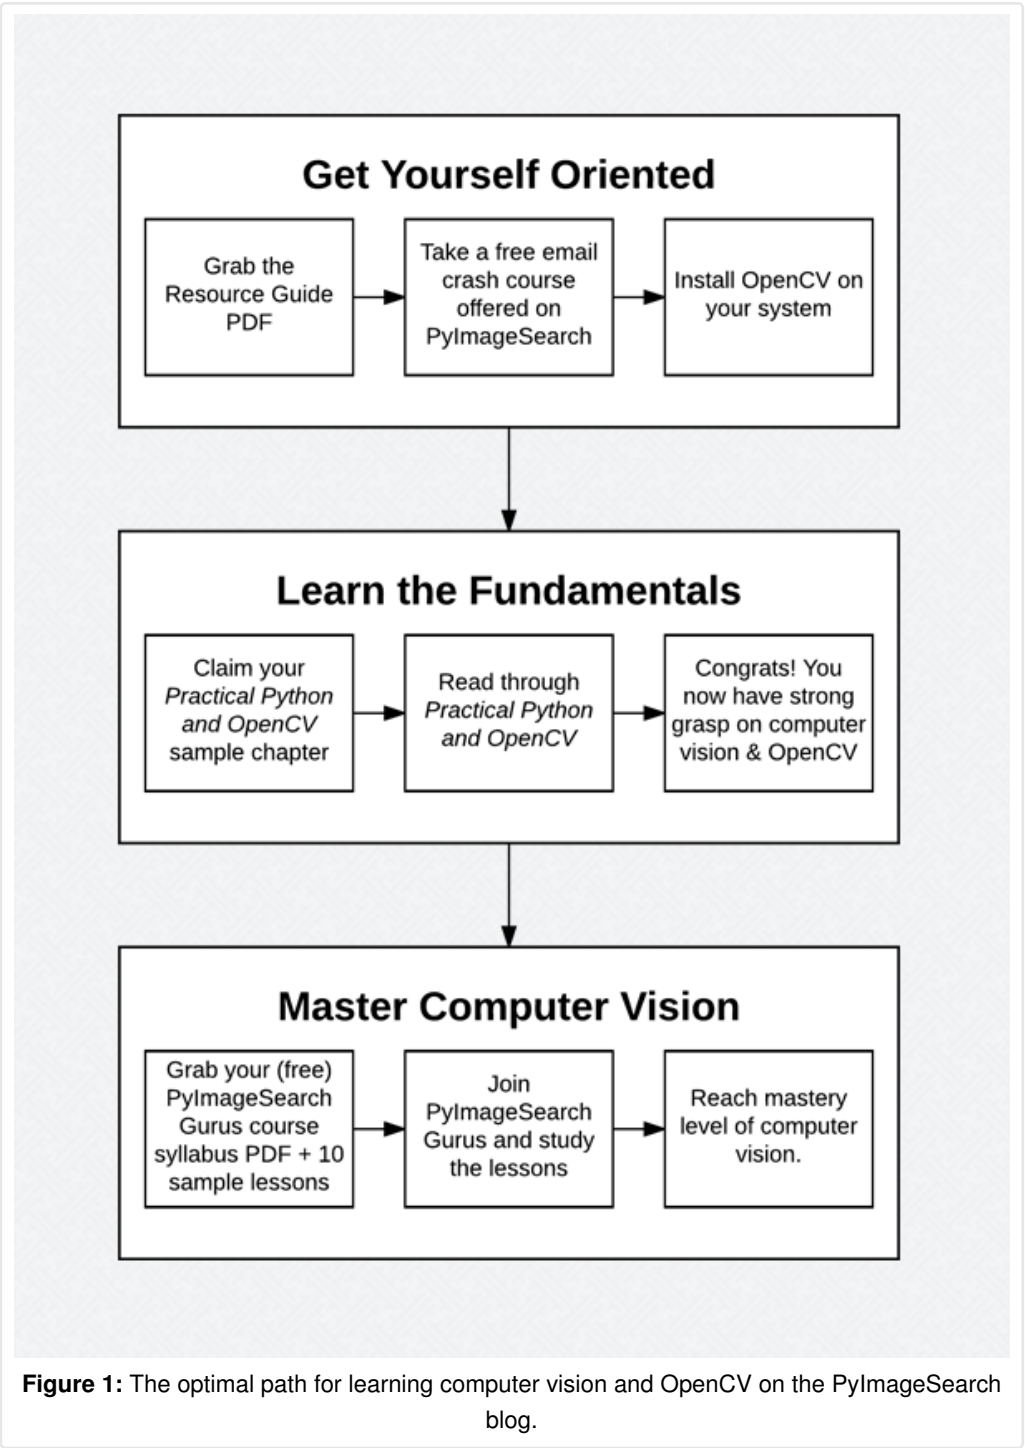 Get Yourself Oriented
Grab the
Resource Guide
PDF
Take a free email
crash course
offered on
PyImageSearch
Install OpenCV on
your system
Learn the Fundamentals
Claim your
Practical Python
and OpenCV
sample chapter
Read through
Practical Python
and OpenCV
Congrats! You
now have strong
grasp on computer
vision & OpenCV
Master Computer Vision
Grab your (free)
PyImageSearch
Gurus course
syllabus PDF + 10
sample lessons
Join
PyImageSearch
Gurus and study
the lessons
Reach mastery
level of computer
vision.
Figure 1: The optimal path for learning computer vision and OpenCV on the PyImageSearch
blog.